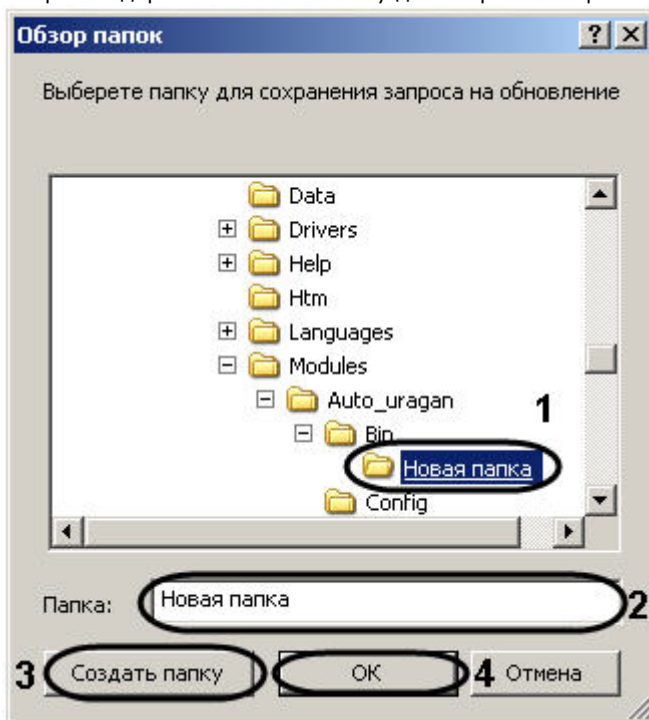 Обзор папок
Выберете папку для сохранения запроса на обновление
Data
Drivers
Help
Htm
Languages
Modules
Auto_uragan
1
Bin
Новая папка
Config
Папка:
Новая папка
2
3
Создать папку
OK
4
Отмена